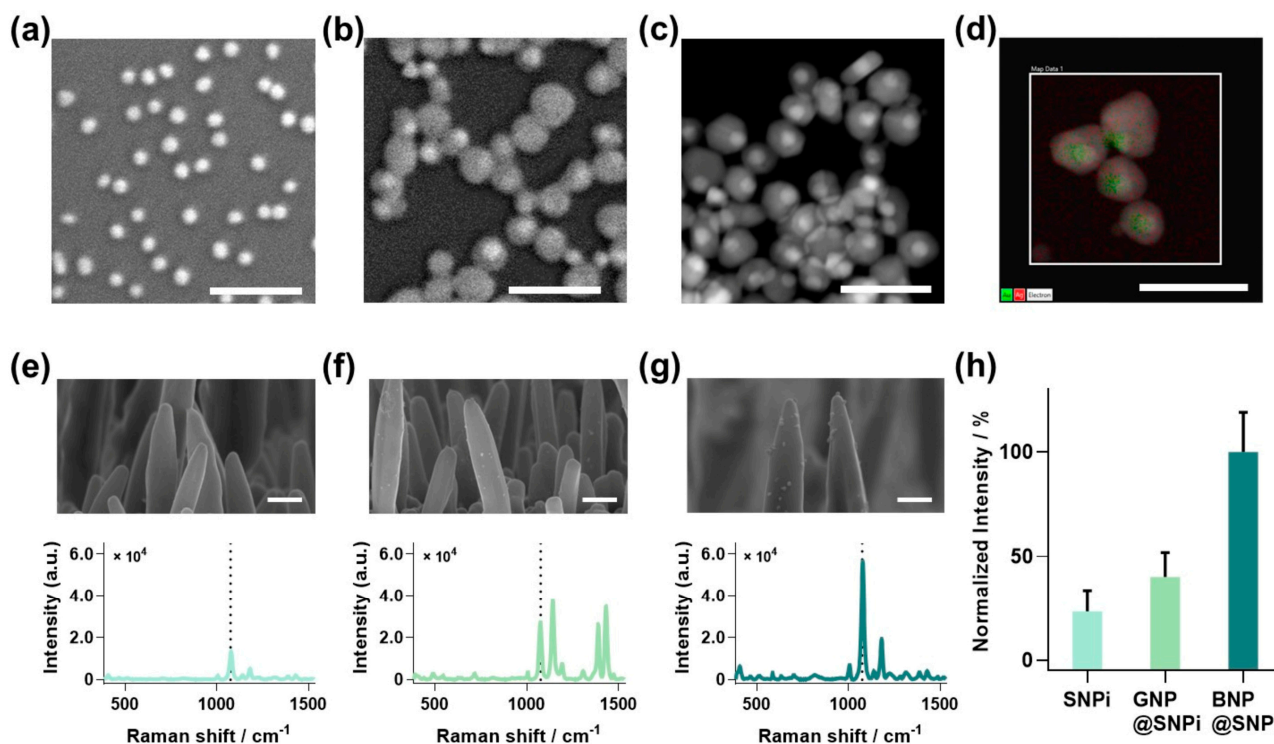 (a)
(b)
(c)
(d)
Map Data 1
Au Ag Electron
(e)
(f)
(g)
(h)
Intensity (a.u.)
6.0
4.0
2.0
0
× 10⁴
500
1000
1500
Raman shift / cm⁻¹
Intensity (a.u.)
6.0
4.0
2.0
0
× 10⁴
500
1000
1500
Raman shift / cm⁻¹
Intensity (a.u.)
6.0
4.0
2.0
0
× 10⁴
500
1000
1500
Raman shift / cm⁻¹
Normalized Intensity / %
100
50
0
SNPi
GNP
@SNPi
BNP
@SNP